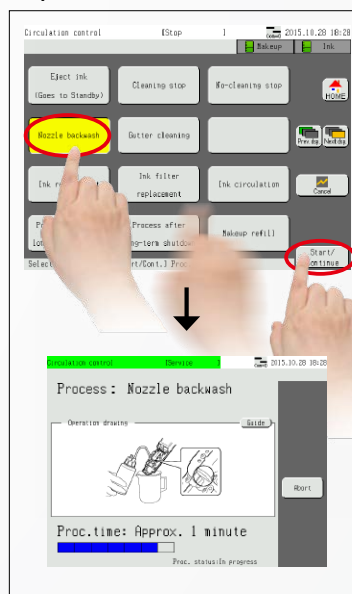 Circulation control [Stop ] 2015.10.28 18:28
Makeup Ink
Eject ink
(Goes to Standby)
Cleaning stop
No-cleaning stop
HOME
Nozzle backwash
Gutter cleaning
Prev.dsp. Next dsp.
Ink filter
replacement
Ink circulation
Cancel
Process after
Makeup refill
Start/
Circulation control [Service ] 2015.10.28 18:28
Process: Nozzle backwash
Operation drawing
Guide
Abort
Proc.time: Approx. 1 minute
Proc. status:In progress